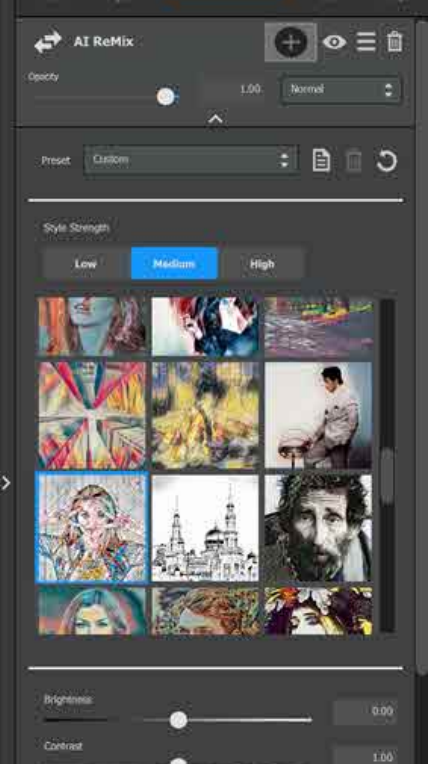 AI ReMix
Opacity
1.00 Normal
Preset Custom
Style Strength
Low Medium High
Brightness
0.00
Contrast
1.00